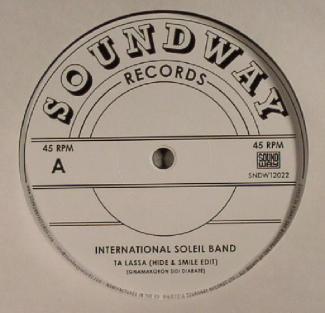 SOUNDWAY
RECORDS
45 RPM
A
45 RPM
SOUND
WAY
SNDW12022
INTERNATIONAL SOLEIL BAND
TA LASSA (HIDE & SMILE EDIT)